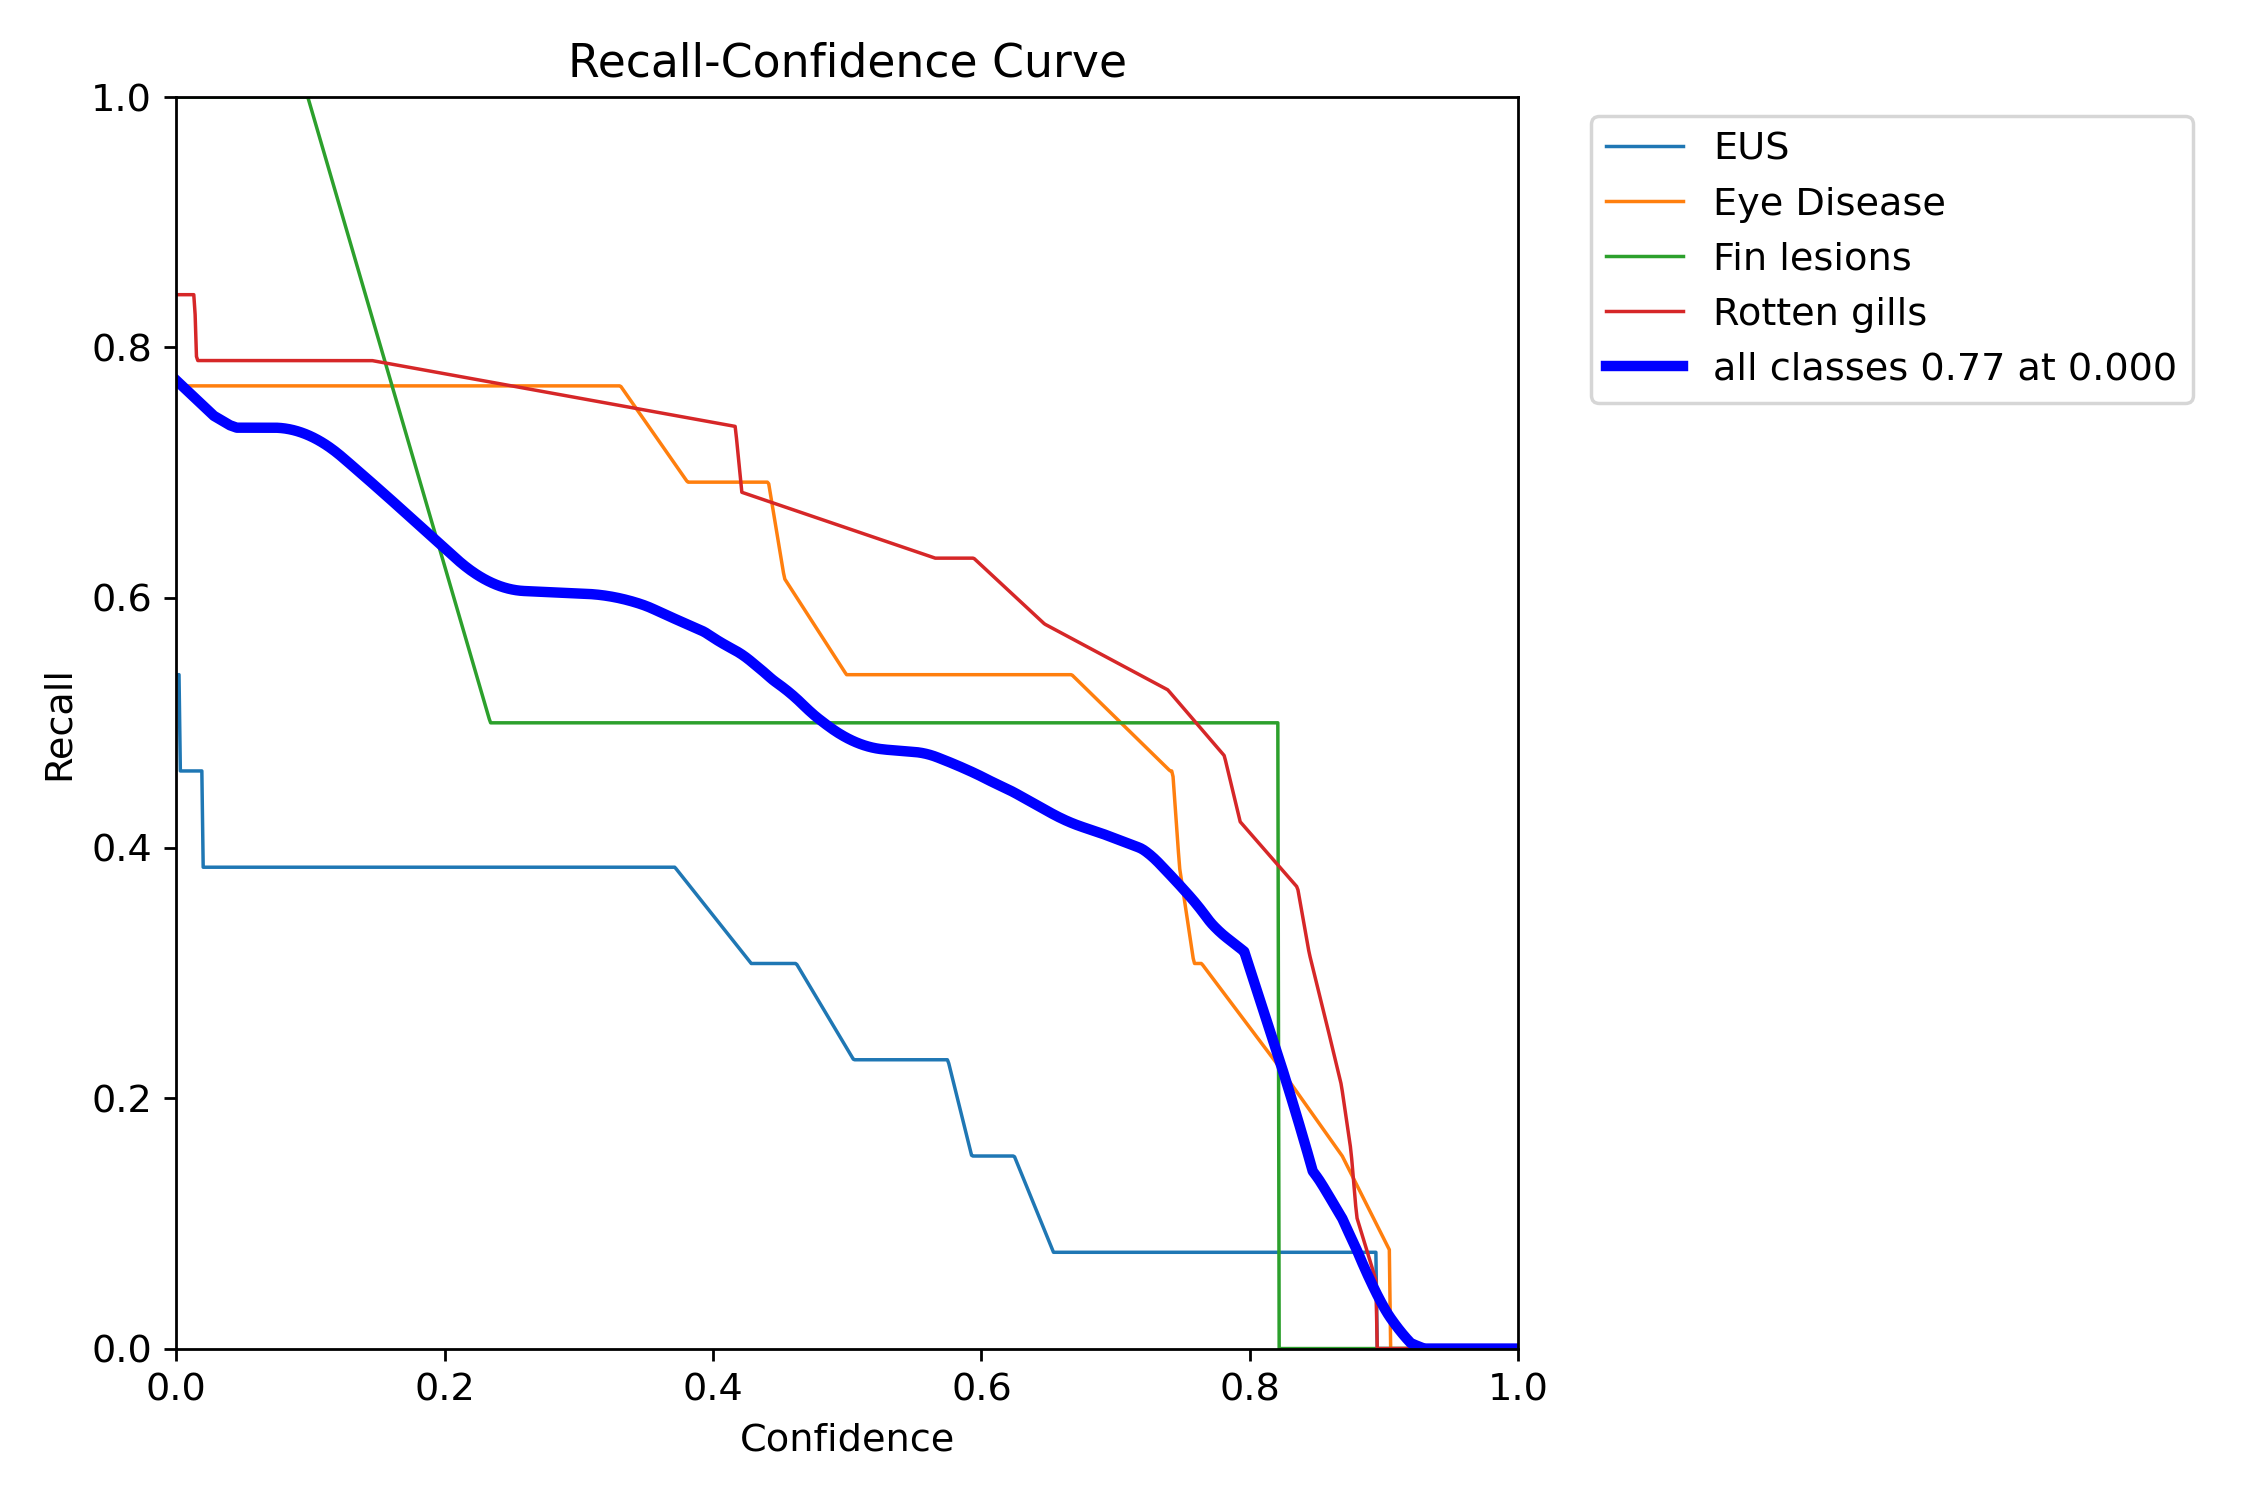 Recall-Confidence Curve
1.0
0.8
0.6
0.4
0.2
0.0
Recall
0.0 0.2 0.4 0.6 0.8 1.0
Confidence
EUS
Eye Disease
Fin lesions
Rotten gills
all classes 0.77 at 0.000